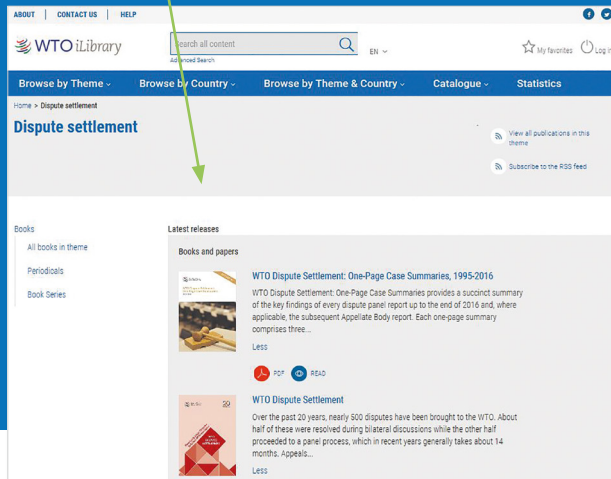 ABOUT | CONTACT US | HELP
WTO iLibrary
Search all content
EN
My favorites
Log in
Advanced Search
Browse by Theme
Browse by Country
Browse by Theme & Country
Catalogue
Statistics
Home > Dispute settlement
Dispute settlement
View all publications in this
theme
Subscribe to the RSS feed
Books
All books in theme
Periodicals
Book Series
Latest releases
Books and papers
WTO Dispute Settlement: One-Page Case Summaries, 1995-2016
WTO Dispute Settlement: One-Page Case Summaries provides a succinct summary
of the key findings of every dispute panel report up to the end of 2016 and, where
applicable, the subsequent Appellate Body report. Each one-page summary
comprises three...
Less
PDF
READ
WTO Dispute Settlement
Over the past 20 years, nearly 500 disputes have been brought to the WTO. About
half of these were resolved during bilateral discussions while the other half
proceeded to a panel process, which in recent years generally takes about 14
months. Appeals...
Less